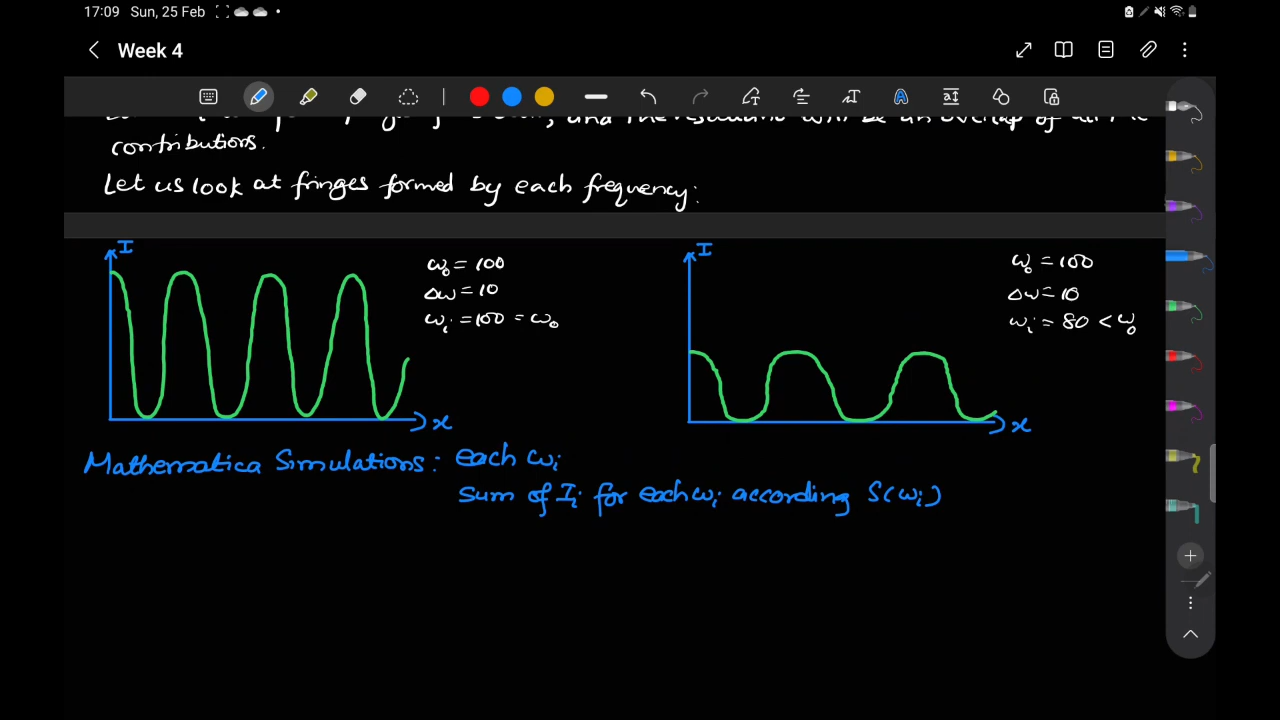 17:09 Sun, 25 Feb
Week 4
contributions.
Let us look at fringes formed by each frequency:
I
ω₀ = 100
Δω = 10
ωᵢ = 100 = ω₀
x
I
ω₀ = 100
Δω = 10
ωᵢ = 80 < ω₀
x
Mathematica Simulations: each ωᵢ
sum of Iᵢ for each ωᵢ according S(ωᵢ)